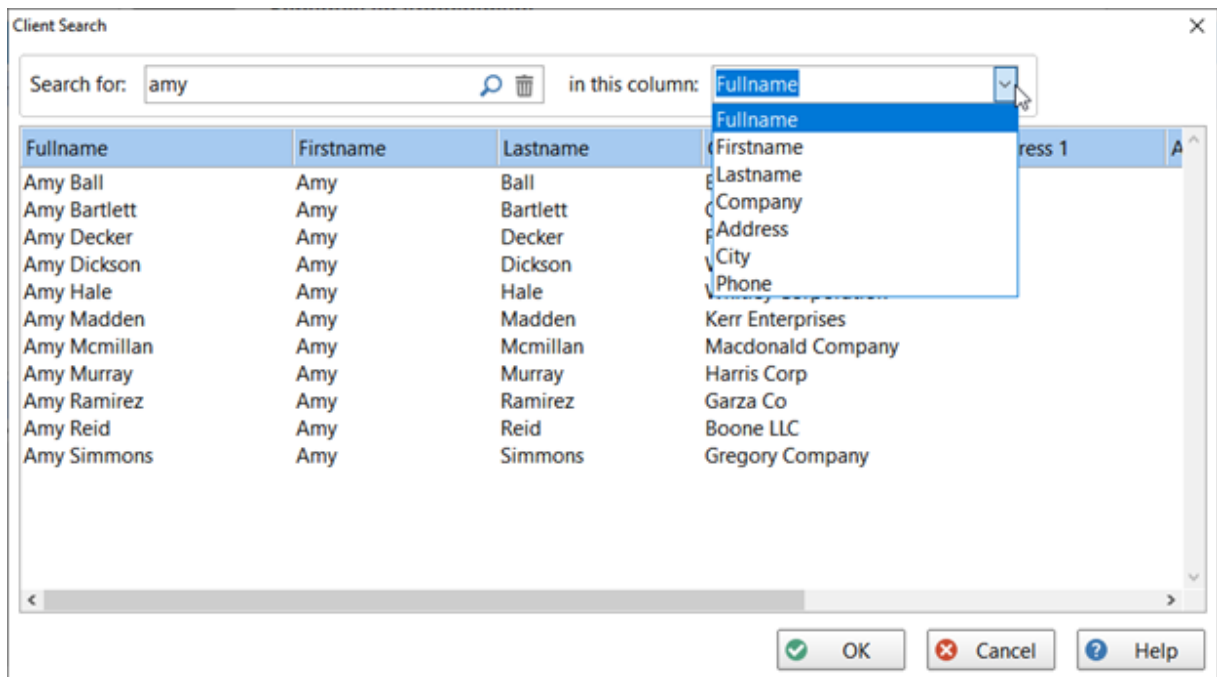 Client Search
Search for: amy in this column: Fullname
Fullname
Firstname
Lastname
Company
Address
City
Phone
Fullname Firstname Lastname ress 1 A
Amy Ball Amy Ball
Amy Bartlett Amy Bartlett
Amy Decker Amy Decker
Amy Dickson Amy Dickson
Amy Hale Amy Hale
Amy Madden Amy Madden Kerr Enterprises
Amy Mcmillan Amy Mcmillan Macdonald Company
Amy Murray Amy Murray Harris Corp
Amy Ramirez Amy Ramirez Garza Co
Amy Reid Amy Reid Boone LLC
Amy Simmons Amy Simmons Gregory Company
OK Cancel Help